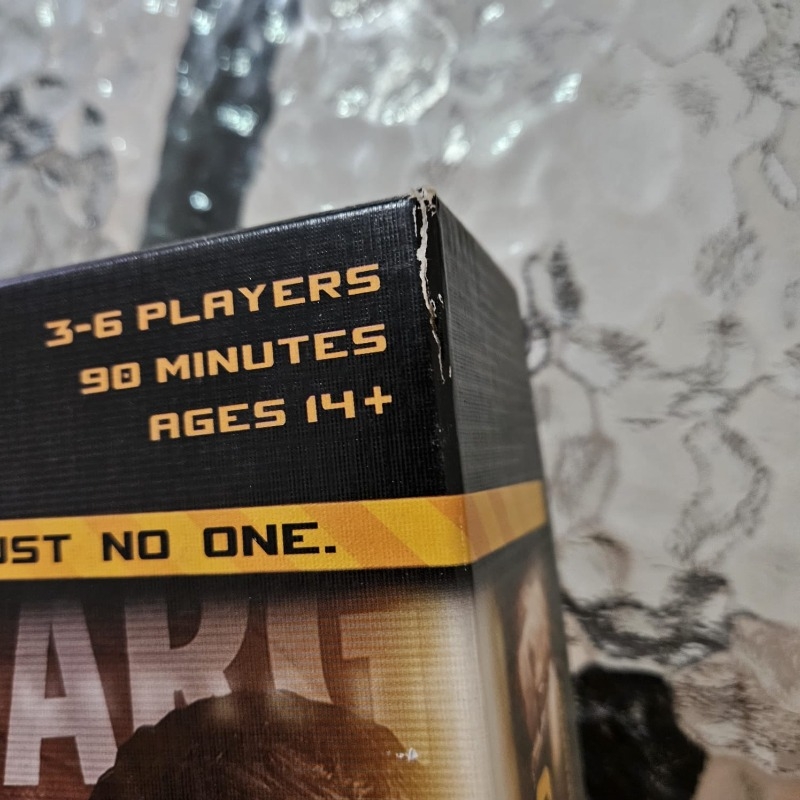 3-6 PLAYERS
90 MINUTES
AGES 14+
UST NO ONE.